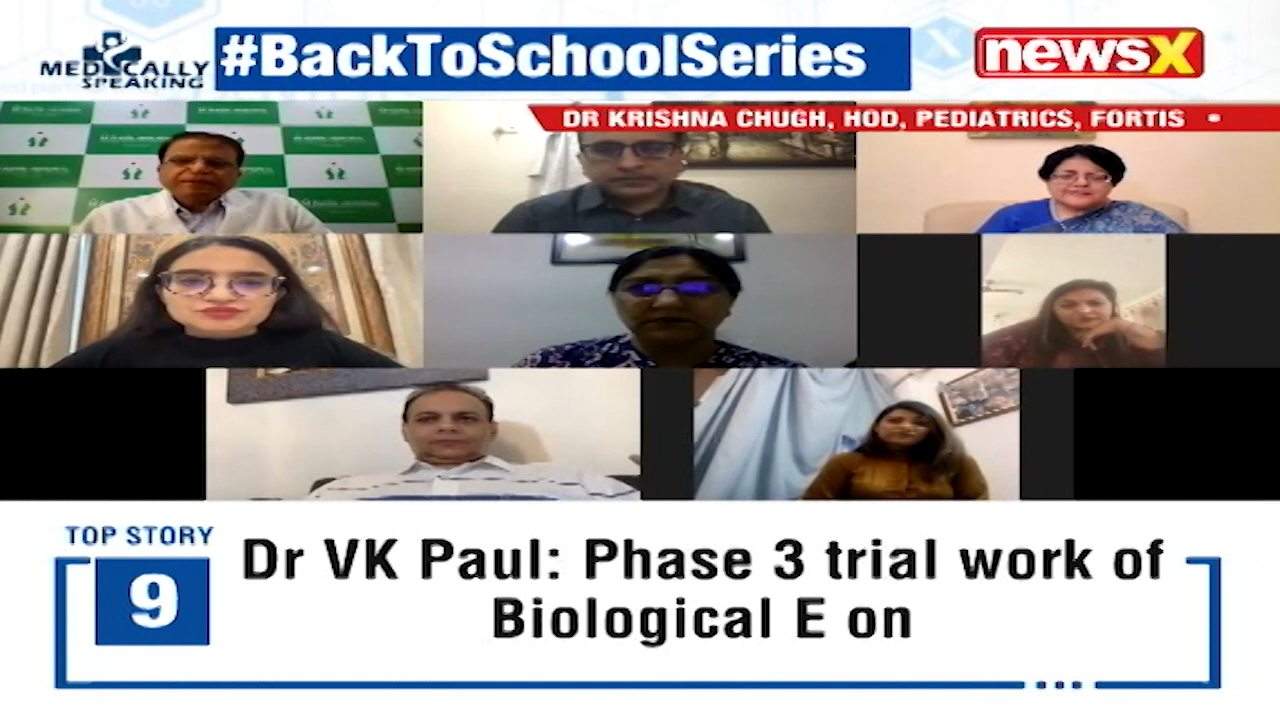 MEDICALLY
SPEAKING
#BackToSchoolSeries
newsX
DR KRISHNA CHUGH, HOD, PEDIATRICS, FORTIS •
TOP STORY
9
Dr VK Paul: Phase 3 trial work of
Biological E on